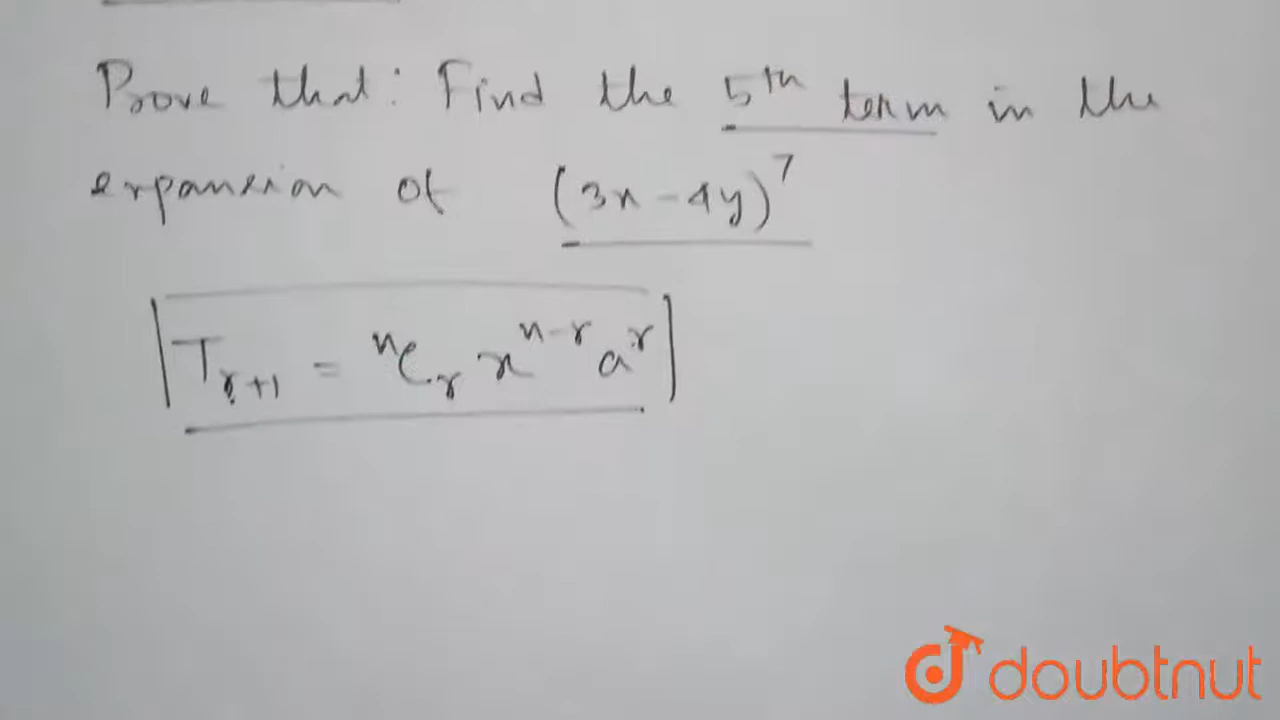 Prove that: Find the 5th term in the
expansion of (3x-4y)⁷
T_{r+1} = ⁿC_r x^{n-r} a^r
doubtnut